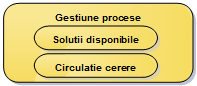 Gestiune procese
Solutii disponibile
Circulatie cerere